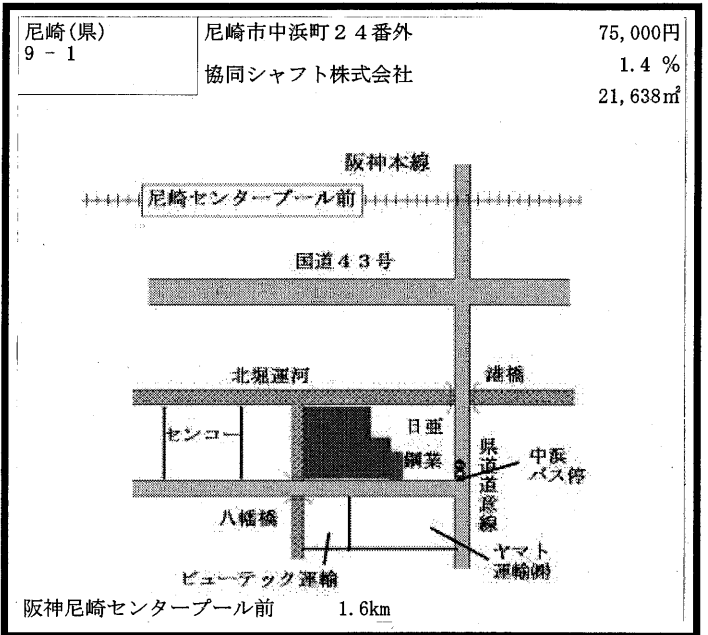 尼崎(県)
9 - 1
尼崎市中浜町２４番外
協同シャフト株式会社
75,000円
1.4 %
21,638㎡
阪神本線
尼崎センタープール前
国道４３号
北堀運河
港橋
センコー
日亜
鋼業
県道道意線
中浜
バス停
八幡橋
ビューテック運輸
ヤマト
運輸㈱
阪神尼崎センタープール前 1.6km